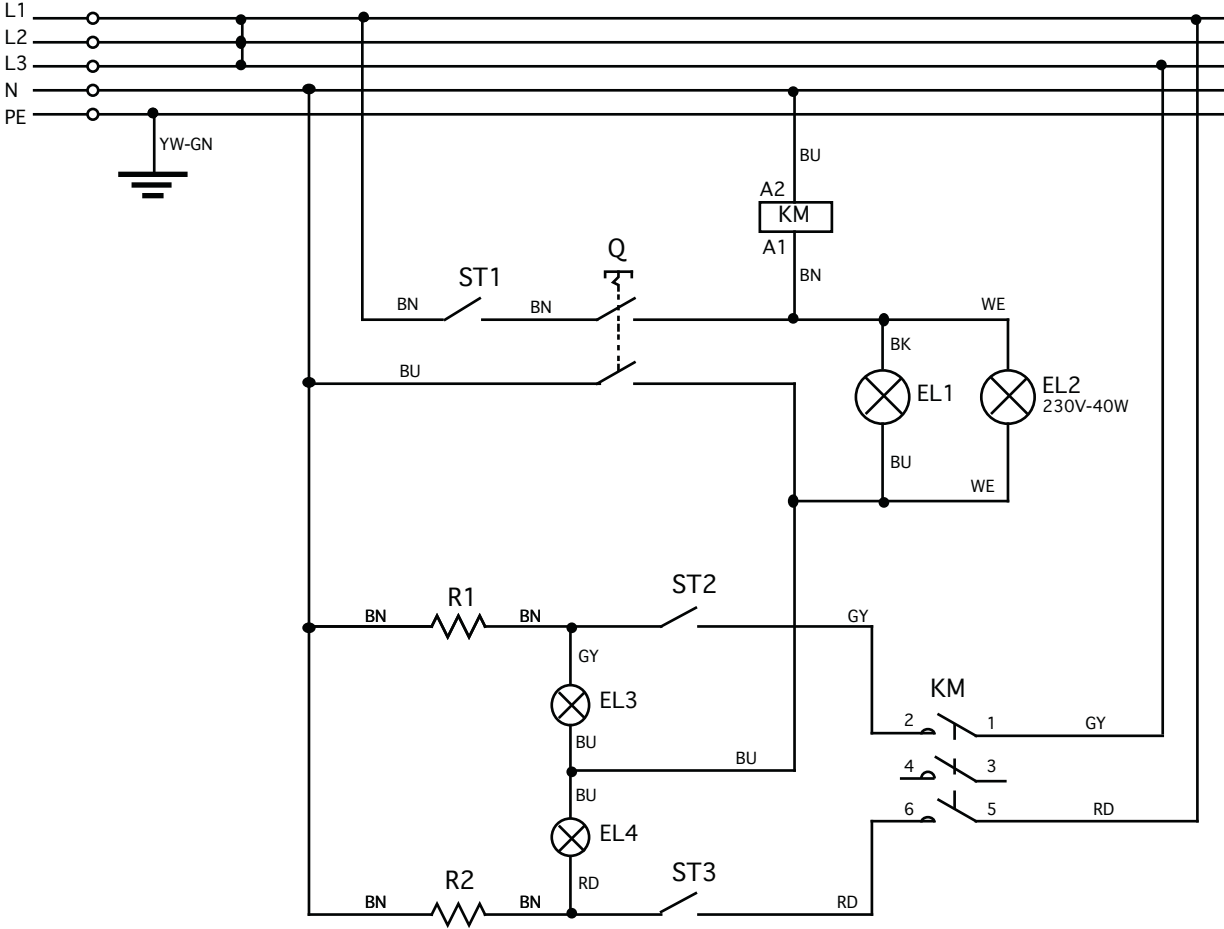 L1
L2
L3
N
PE
YW-GN
BU
A2
KM
A1
BN
Q
ST1
BN
BN
WE
BK
BU
EL1
EL2
230V-40W
BU
WE
R1
ST2
BN
BN
GY
GY
EL3
KM
2
1
GY
BU
BU
4
3
BU
6
5
RD
EL4
R2
ST3
RD
BN
BN
RD